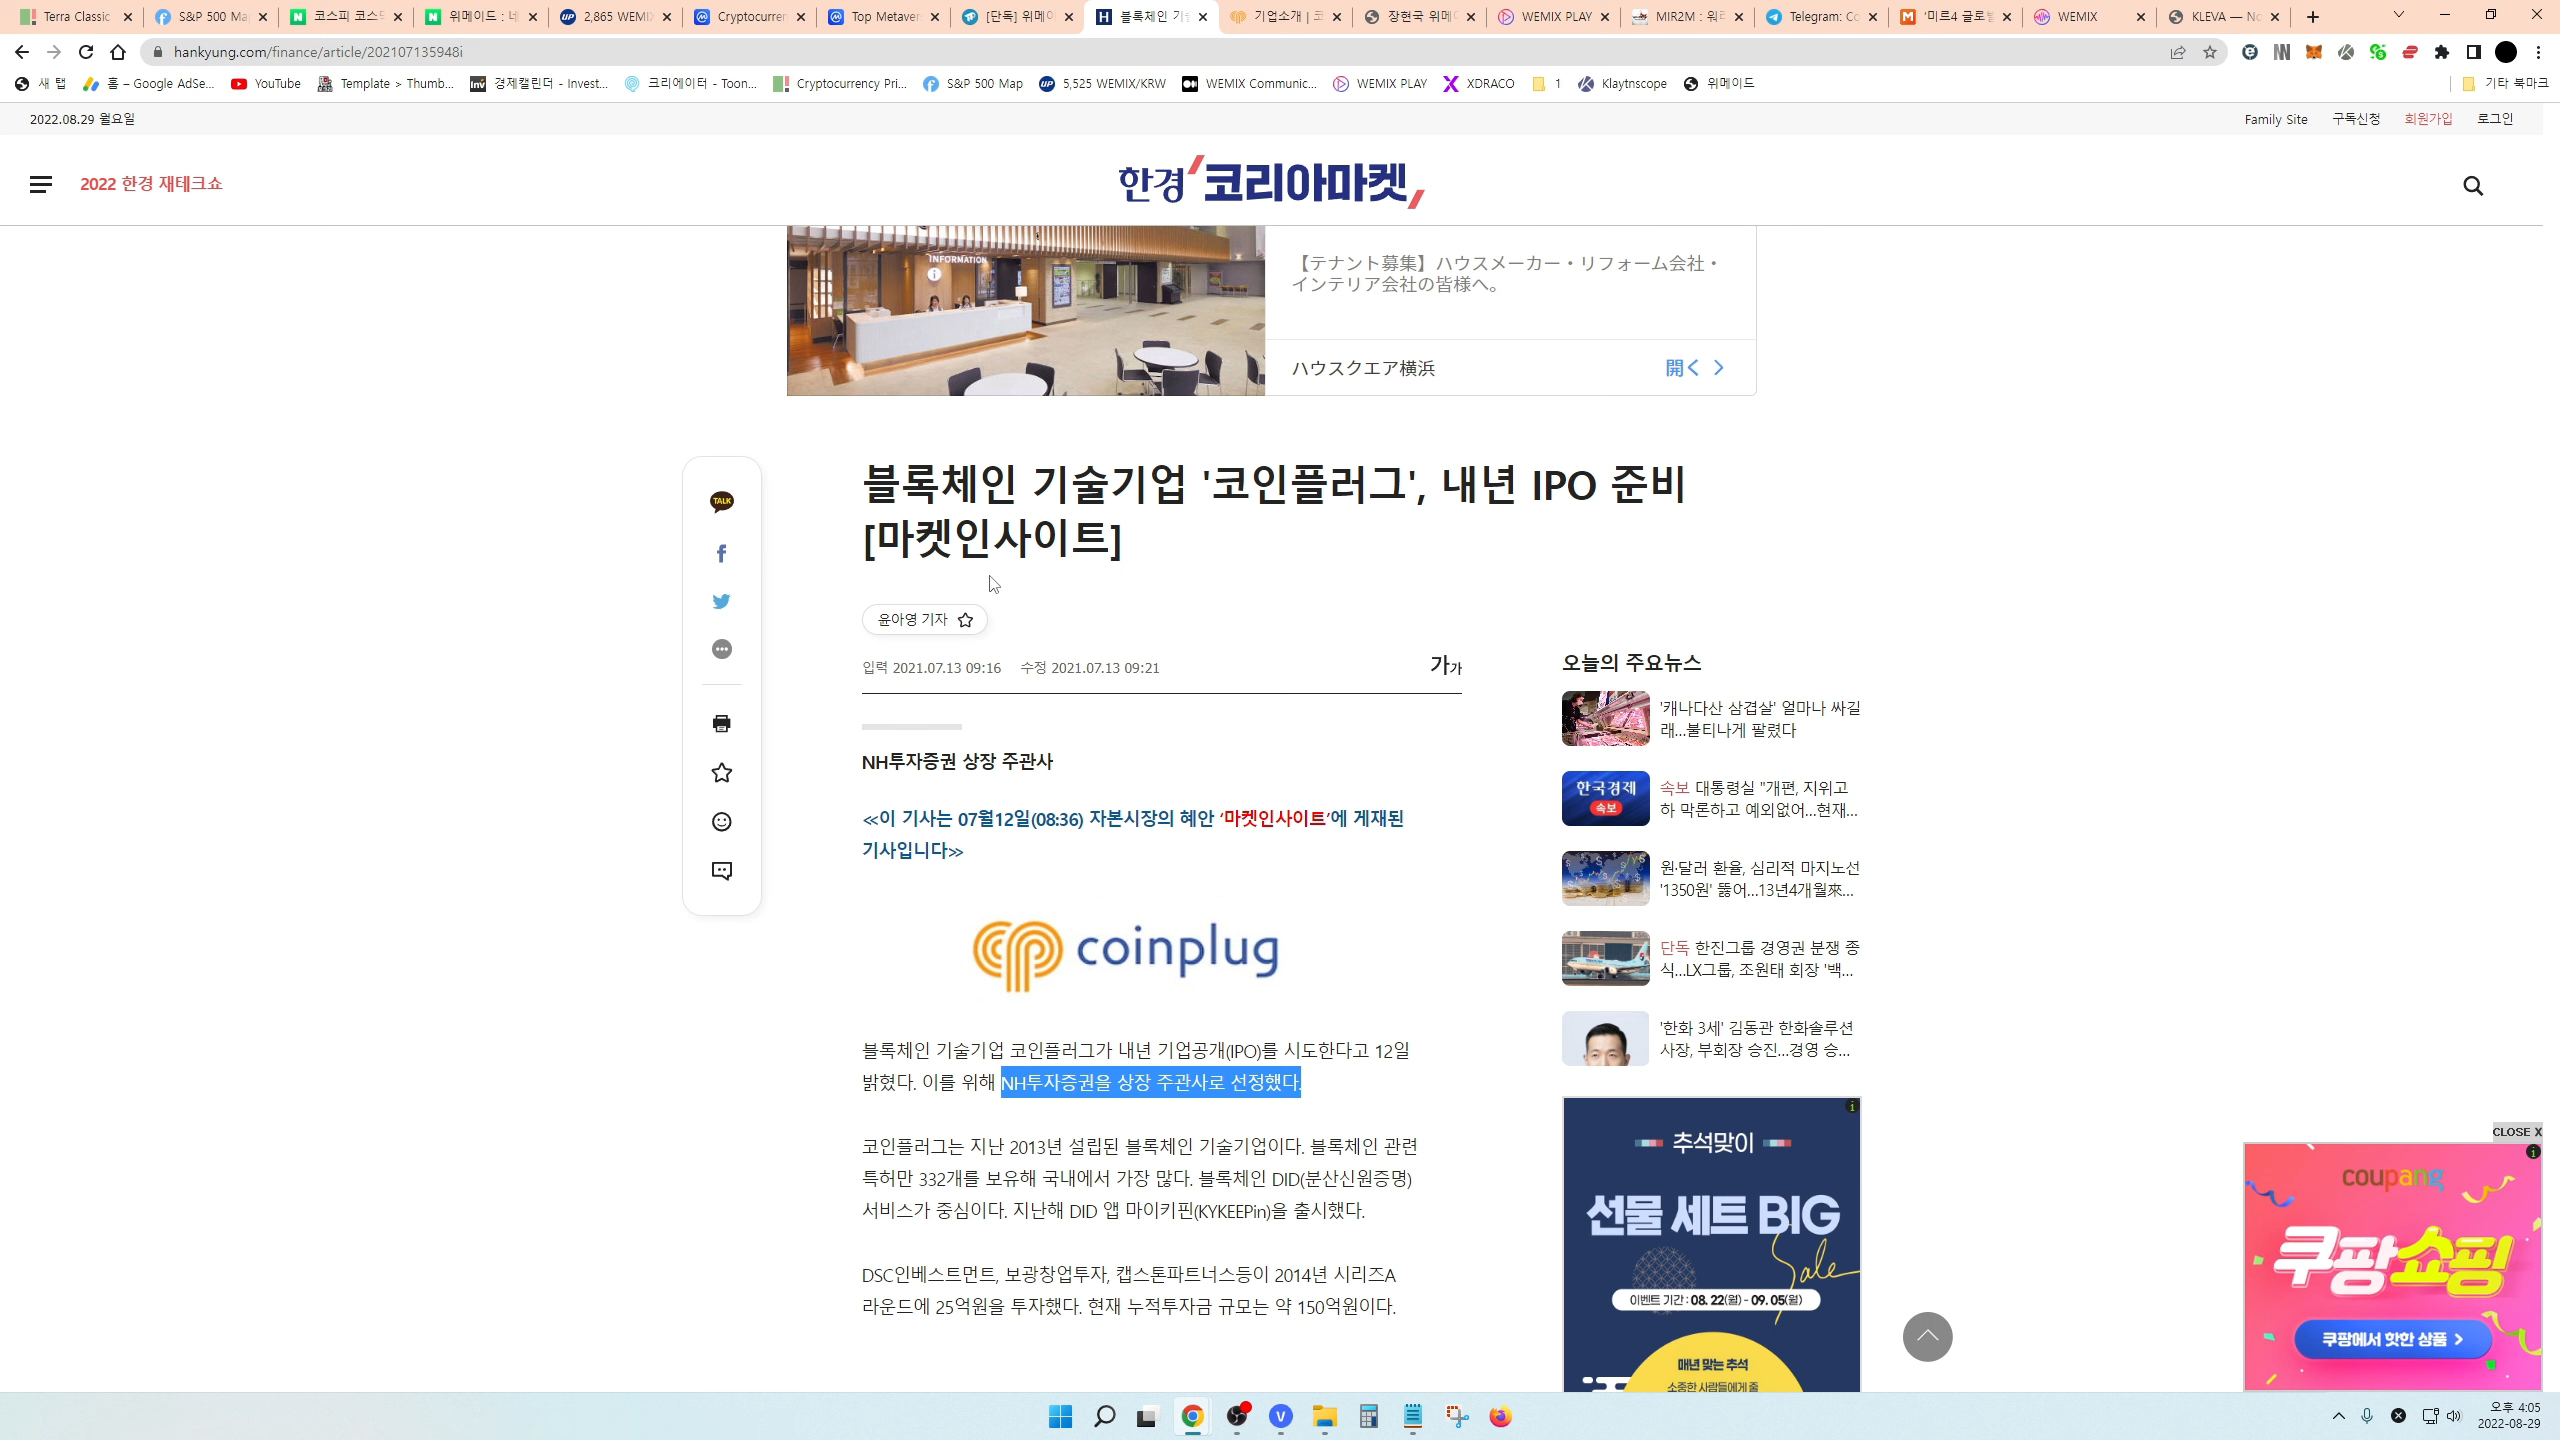 Terra Classic
S&P 500 Ma
코스피 코스닥
위메이드 : 네
2,865 WEMIX
Cryptocurren
Top Metaver
[단독] 위메이
블록체인 기술
기업소개 | 코
장현국 위메이
WEMIX PLAY
MIR2M : 워리
Telegram: Co
'미르4 글로벌
WEMIX
KLEVA — No
hankyung.com/finance/article/202107135948i
새 탭
홈 – Google AdSe...
YouTube
Template > Thumb...
경제캘린더 - Invest...
크리에이터 - Toon...
Cryptocurrency Pri...
S&P 500 Map
5,525 WEMIX/KRW
WEMIX Communic...
WEMIX PLAY
XDRACO
1
Klaytnscope
위메이드
기타 북마크
2022.08.29 월요일
Family Site 구독신청 회원가입 로그인
2022 한경 재테크쇼
한경 코리아마켓
INFORMATION
【テナント募集】ハウスメーカー・リフォーム会社・
インテリア会社の皆様へ。
ハウスクエア横浜
開く
블록체인 기술기업 '코인플러그', 내년 IPO 준비
[마켓인사이트]
TALK
윤아영 기자
입력 2021.07.13 09:16 수정 2021.07.13 09:21
가가
NH투자증권 상장 주관사
≪이 기사는 07월12일(08:36) 자본시장의 혜안 ‘마켓인사이트’에 게재된
기사입니다≫
coinplug
블록체인 기술기업 코인플러그가 내년 기업공개(IPO)를 시도한다고 12일
밝혔다. 이를 위해 NH투자증권을 상장 주관사로 선정했다.
코인플러그는 지난 2013년 설립된 블록체인 기술기업이다. 블록체인 관련
특허만 332개를 보유해 국내에서 가장 많다. 블록체인 DID(분산신원증명)
서비스가 중심이다. 지난해 DID 앱 마이키핀(KYKEEPin)을 출시했다.
DSC인베스트먼트, 보광창업투자, 캡스톤파트너스등이 2014년 시리즈A
라운드에 25억원을 투자했다. 현재 누적투자금 규모는 약 150억원이다.
오늘의 주요뉴스
'캐나다산 삼겹살' 얼마나 싸길
래...불티나게 팔렸다
한국경제
속보
속보 대통령실 "개편, 지위고
하 막론하고 예외없어...현재...
원·달러 환율, 심리적 마지노선
'1350원' 뚫어...13년4개월來...
단독 한진그룹 경영권 분쟁 종
식...LX그룹, 조원태 회장 '백...
'한화 3세' 김동관 한화솔루션
사장, 부회장 승진...경영 승...
추석맞이
선물 세트 BIG
Sale
이벤트 기간 : 08. 22(월) - 09. 05(월)
매년 맞는 추석
소중한 사람들에게 줄
CLOSE X
coupang
쿠팡쇼핑
쿠팡에서 핫한 상품 >
오후 4:05
2022-08-29